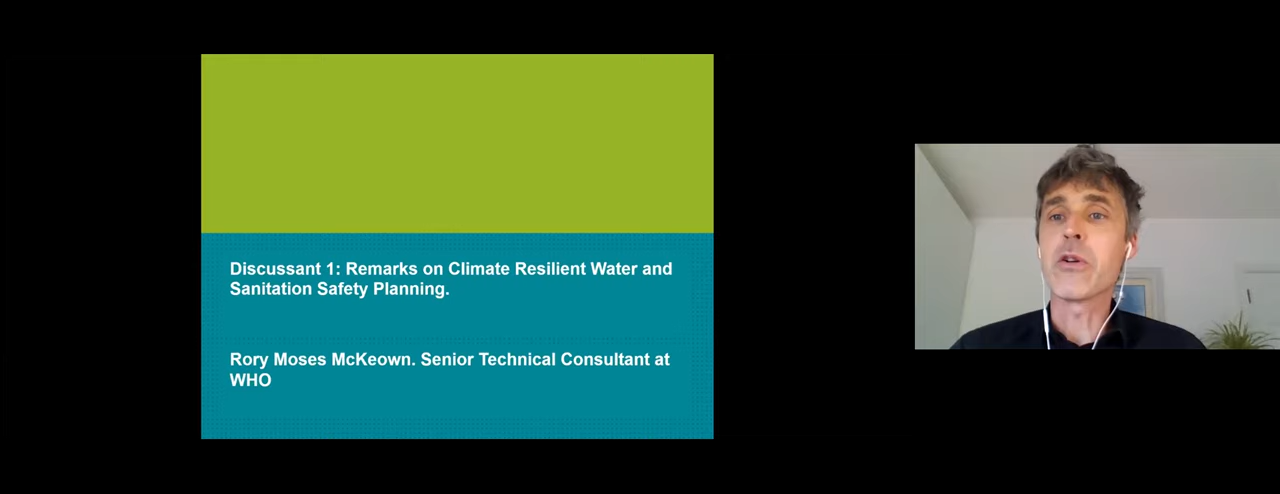 Discussant 1: Remarks on Climate Resilient Water and
Sanitation Safety Planning.
Rory Moses McKeown. Senior Technical Consultant at
WHO